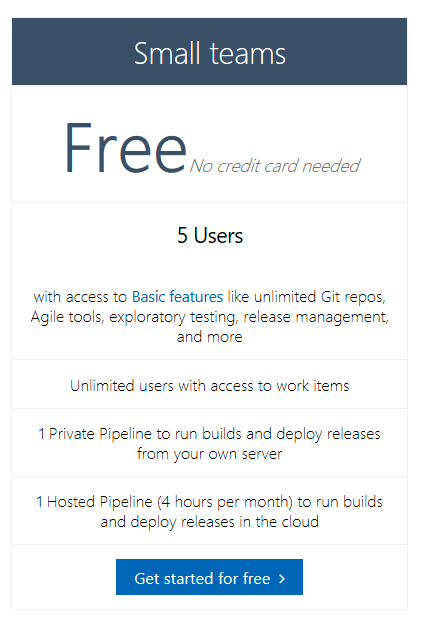 Small teams
Free No credit card needed
5 Users
with access to Basic features like unlimited Git repos,
Agile tools, exploratory testing, release management,
and more
Unlimited users with access to work items
1 Private Pipeline to run builds and deploy releases
from your own server
1 Hosted Pipeline (4 hours per month) to run builds
and deploy releases in the cloud
Get started for free >